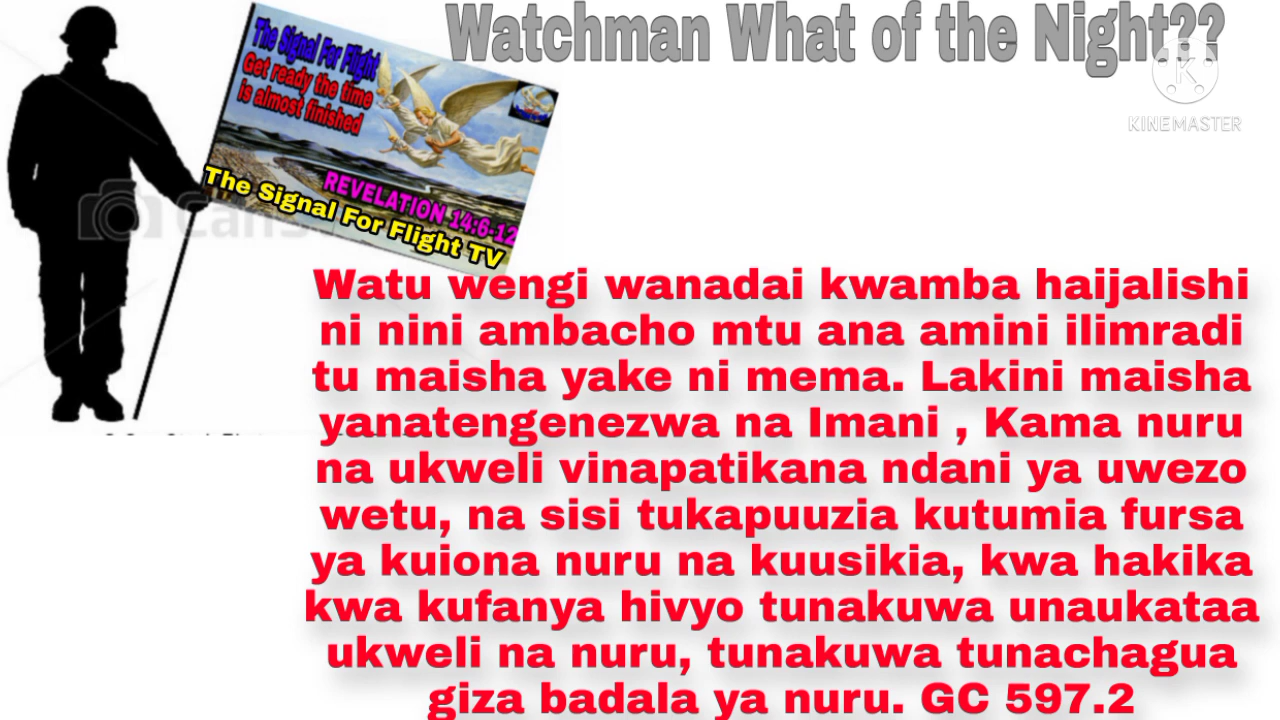 Watchman What of the Night??
The Signal For Flight
Get ready the time
is almost finished
REVELATION 14:6-12
The Signal For Flight TV
KINEMASTER
Watu wengi wanadai kwamba haijalishi
ni nini ambacho mtu ana amini ilimradi
tu maisha yake ni mema. Lakini maisha
yanatengenezwa na Imani , Kama nuru
na ukweli vinapatikana ndani ya uwezo
wetu, na sisi tukapuuzia kutumia fursa
ya kuiona nuru na kuusikia, kwa hakika
kwa kufanya hivyo tunakuwa unaukataa
ukweli na nuru, tunakuwa tunachagua
giza badala ya nuru. GC 597.2